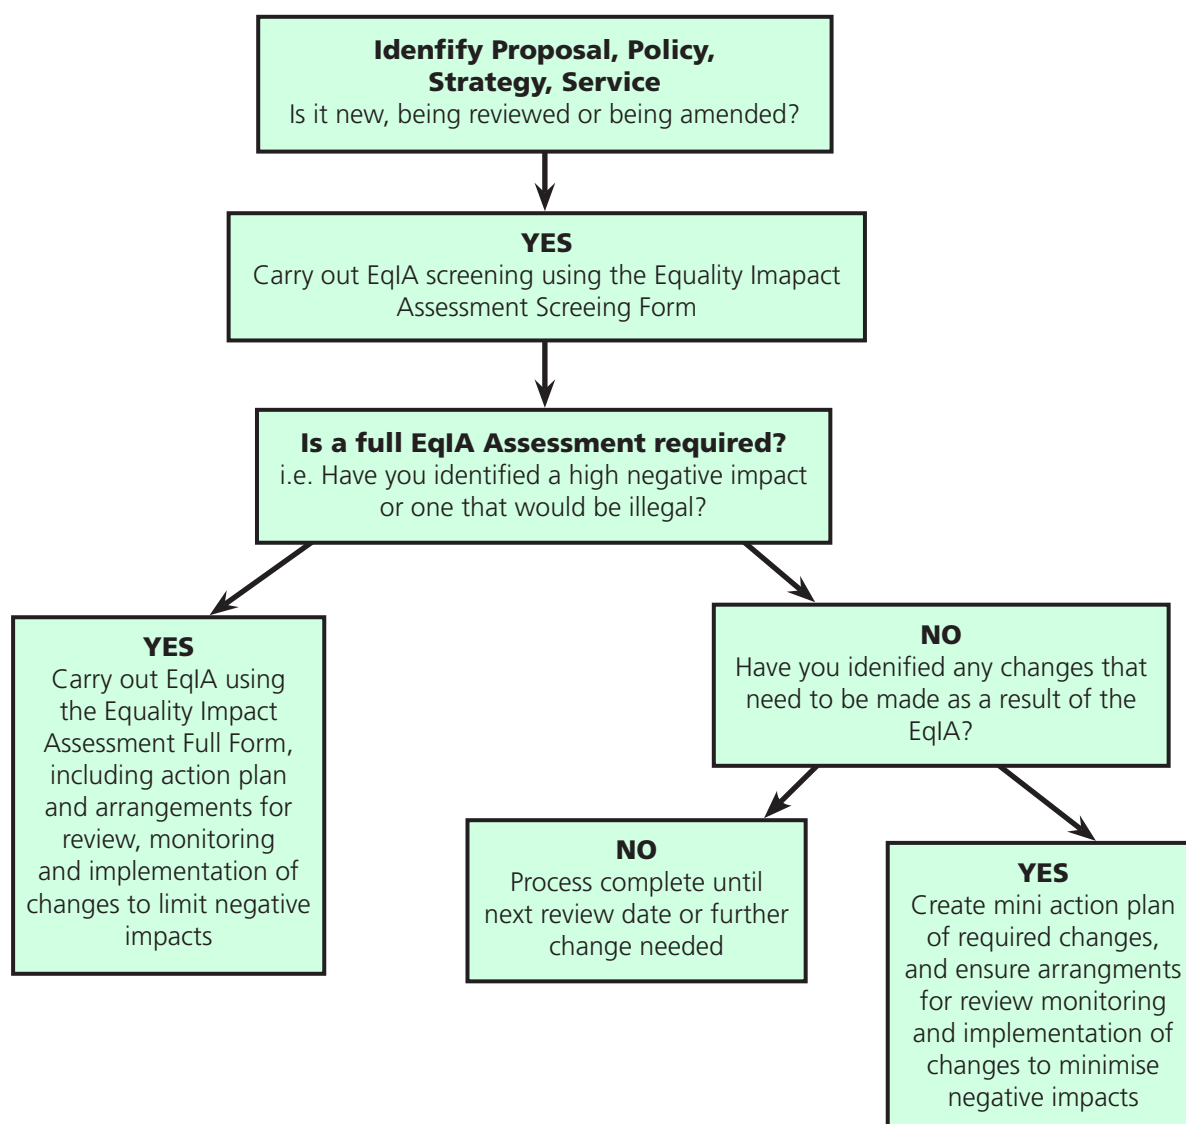 Idenfify Proposal, Policy,
Strategy, Service
Is it new, being reviewed or being amended?
YES
Carry out EqIA screening using the Equality Imapact
Assessment Screeing Form
Is a full EqIA Assessment required?
i.e. Have you identified a high negative impact
or one that would be illegal?
YES
Carry out EqIA using
the Equality Impact
Assessment Full Form,
including action plan
and arrangements for
review, monitoring
and implementation of
changes to limit negative
impacts
NO
Have you idenified any changes that
need to be made as a result of the
EqIA?
NO
Process complete until
next review date or further
change needed
YES
Create mini action plan
of required changes,
and ensure arrangments
for review monitoring
and implementation of
changes to minimise
negative impacts